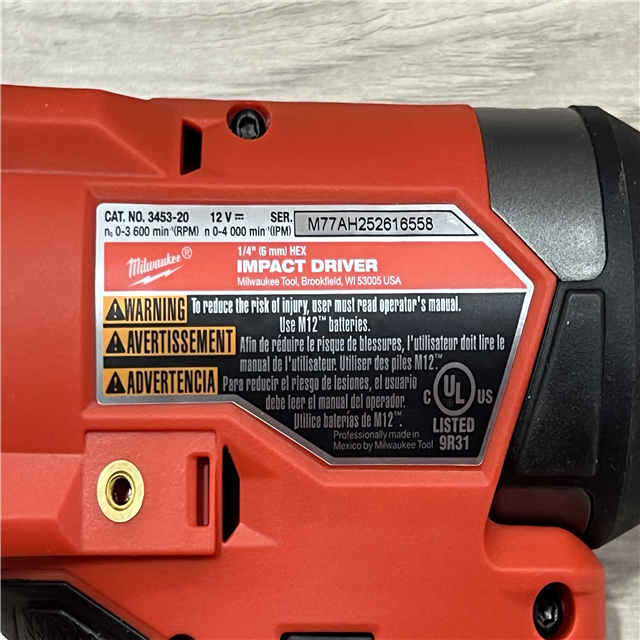 CAT. NO. 3453-20 12 V ⎓ SER. M77AH252616558
n₀ 0-3 600 min⁻¹(RPM) n 0-4 000 min⁻¹(IPM)
Milwaukee®
1/4" (6 mm) HEX
IMPACT DRIVER
Milwaukee Tool, Brookfield, WI 53005 USA
⚠WARNING To reduce the risk of injury, user must read operator's manual.
Use M12™ batteries.
⚠AVERTISSEMENT Afin de réduire le risque de blessures, l'utilisateur doit lire le
manual de l'utilisateur. Utiliser des piles M12™.
⚠ADVERTENCIA Para reducir el riesgo de lesiones, el usuario
debe leer el manual del operador.
Utilice baterías de M12™.
C UL US
LISTED
9R31
Professionally made in
Mexico by Milwaukee Tool